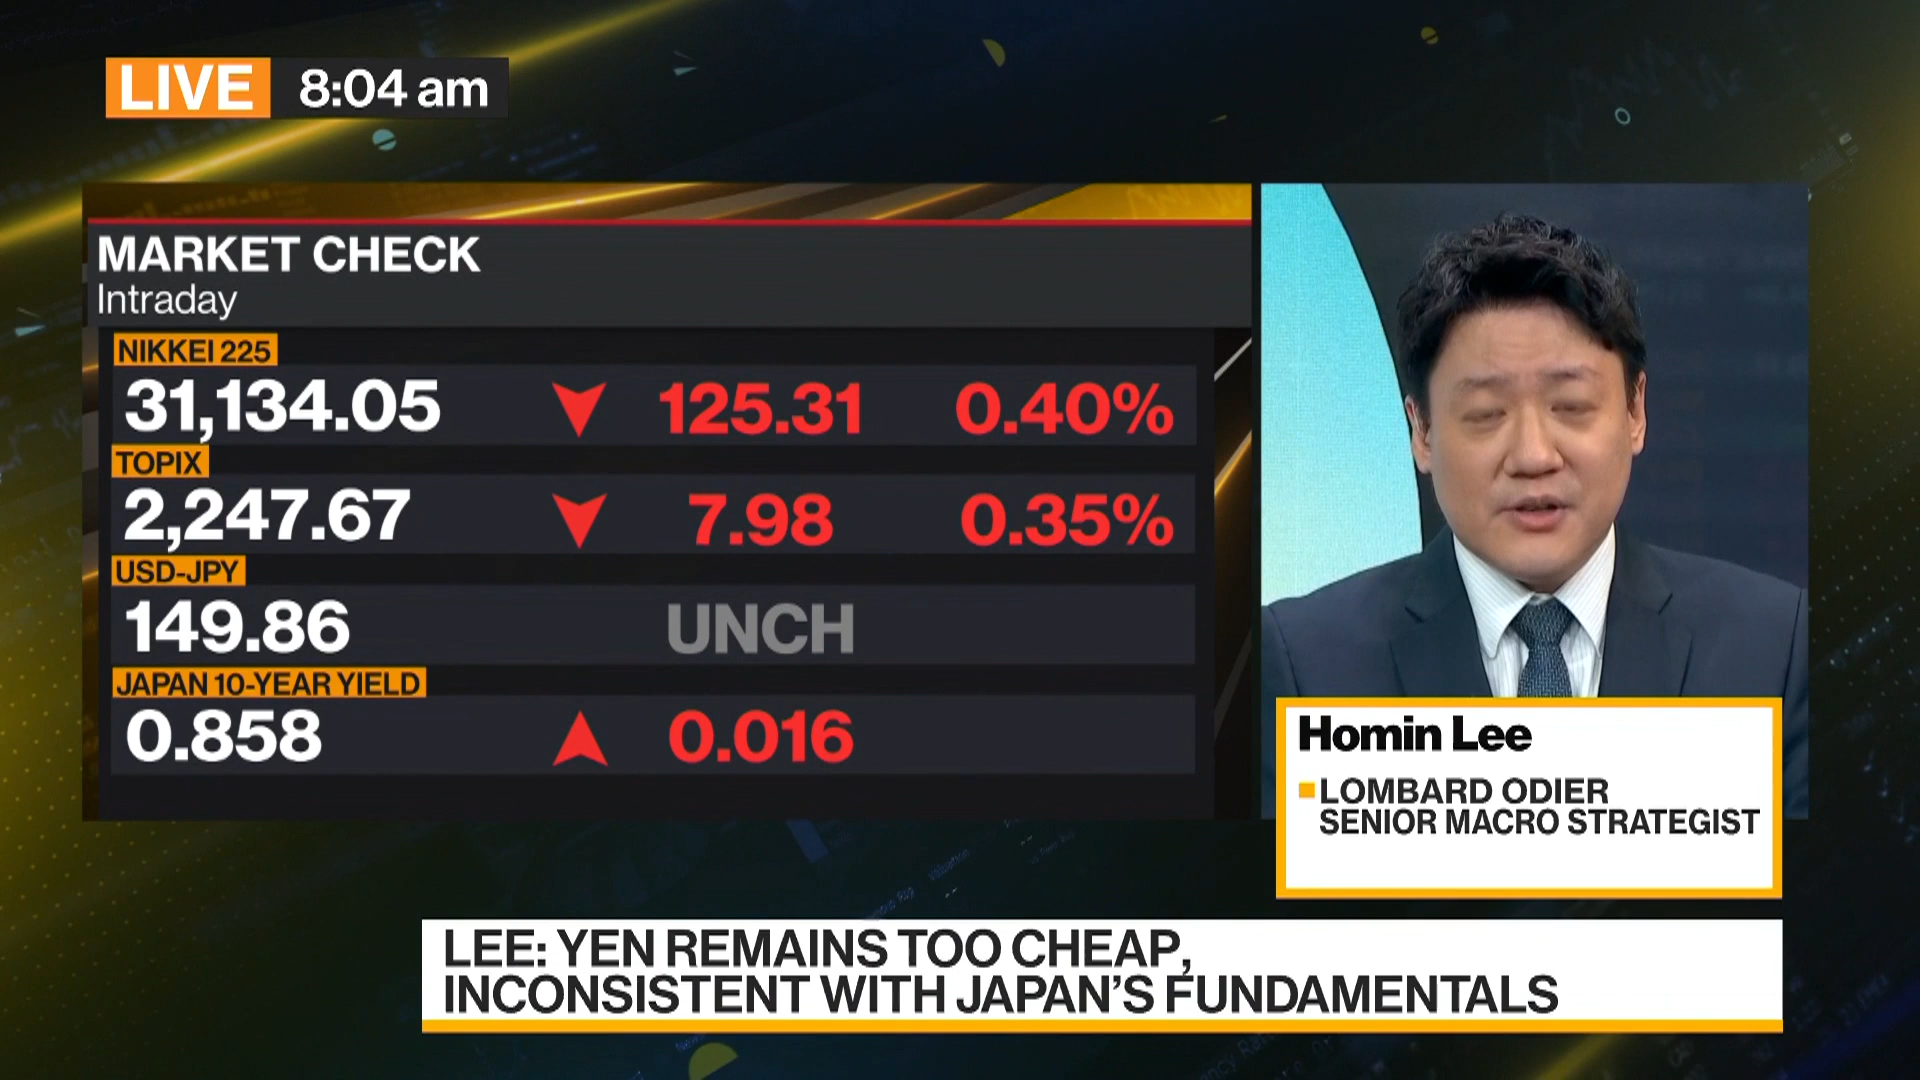 LIVE 8:04 am
MARKET CHECK
Intraday
NIKKEI 225
31,134.05 125.31 0.40%
TOPIX
2,247.67 7.98 0.35%
USD-JPY
149.86 UNCH
JAPAN 10-YEAR YIELD
0.858 0.016
Homin Lee
LOMBARD ODIER
SENIOR MACRO STRATEGIST
LEE: YEN REMAINS TOO CHEAP,
INCONSISTENT WITH JAPAN'S FUNDAMENTALS